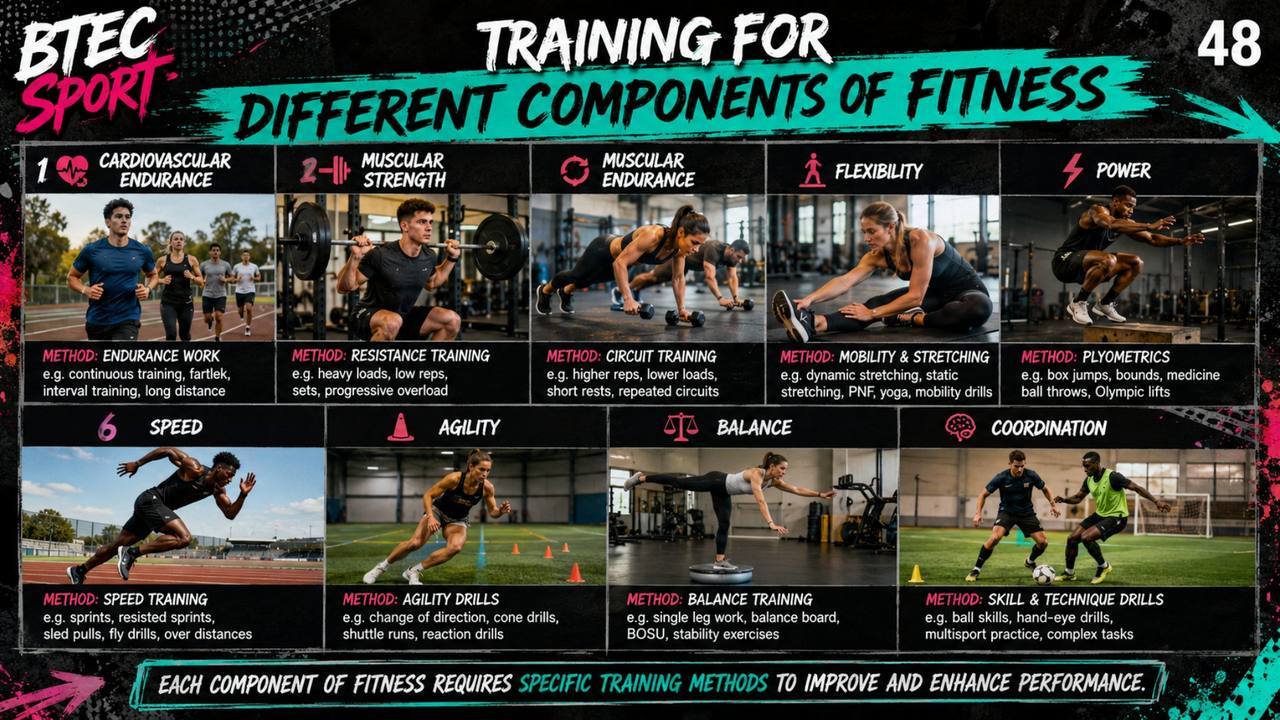 BTEC
SPORT
TRAINING FOR
DIFFERENT COMPONENTS OF FITNESS
48
1 CARDIOVASCULAR
ENDURANCE
METHOD: ENDURANCE WORK
e.g. continuous training, fartlek,
interval training, long distance
2 MUSCULAR
STRENGTH
METHOD: RESISTANCE TRAINING
e.g. heavy loads, low reps,
sets, progressive overload
MUSCULAR
ENDURANCE
METHOD: CIRCUIT TRAINING
e.g. higher reps, lower loads,
short rests, repeated circuits
FLEXIBILITY
METHOD: MOBILITY & STRETCHING
e.g. dynamic stretching, static
stretching, PNF, yoga, mobility drills
POWER
METHOD: PLYOMETRICS
e.g. box jumps, bounds, medicine
ball throws, Olympic lifts
6 SPEED
METHOD: SPEED TRAINING
e.g. sprints, resisted sprints,
sled pulls, fly drills, over distances
AGILITY
METHOD: AGILITY DRILLS
e.g. change of direction, cone drills,
shuttle runs, reaction drills
BALANCE
METHOD: BALANCE TRAINING
e.g. single leg work, balance board,
BOSU, stability exercises
COORDINATION
METHOD: SKILL & TECHNIQUE DRILLS
e.g. ball skills, hand-eye drills,
multisport practice, complex tasks
EACH COMPONENT OF FITNESS REQUIRES SPECIFIC TRAINING METHODS TO IMPROVE AND ENHANCE PERFORMANCE.